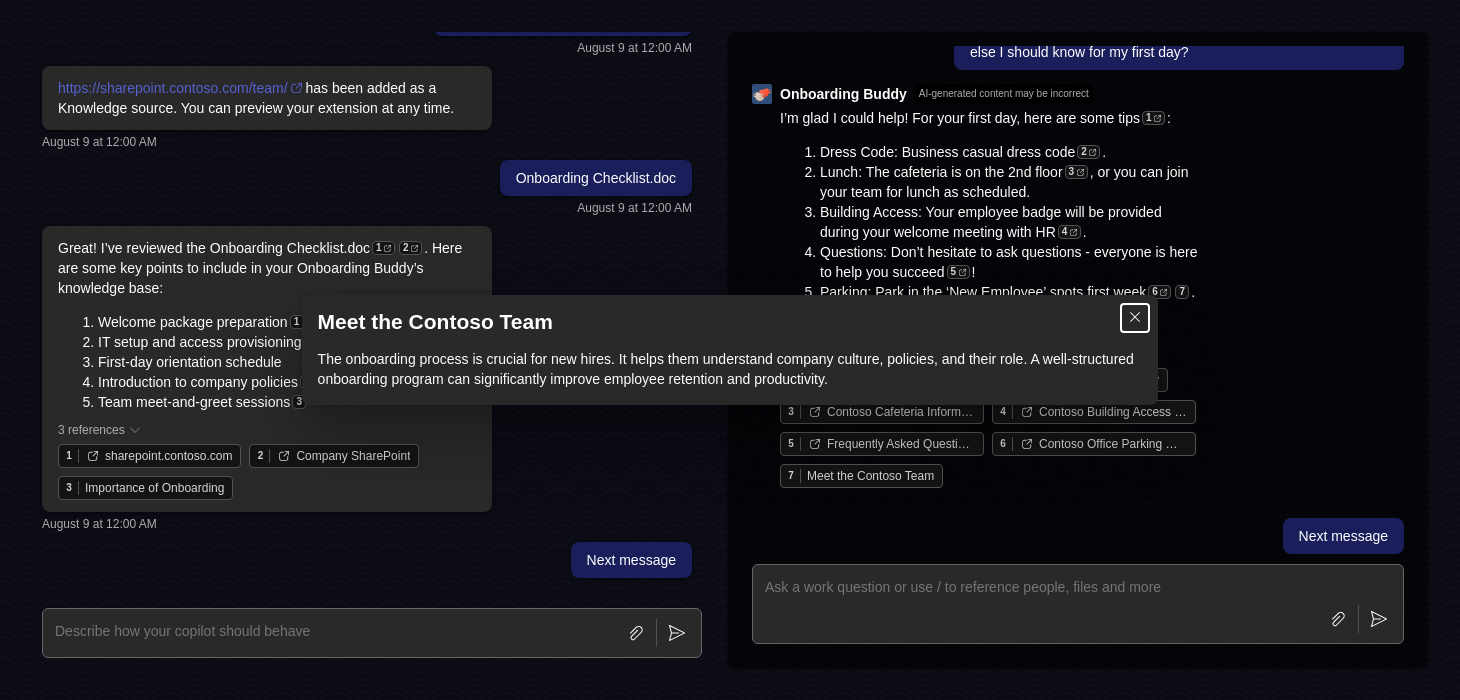 August 9 at 12:00 AM
https://sharepoint.contoso.com/team/ has been added as a
Knowledge source. You can preview your extension at any time.
August 9 at 12:00 AM
Onboarding Checklist.doc
August 9 at 12:00 AM
Great! I’ve reviewed the Onboarding Checklist.doc 1 2 . Here
are some key points to include in your Onboarding Buddy’s
knowledge base:
1. Welcome package preparation 1
2. IT setup and access provisioning
3. First-day orientation schedule
4. Introduction to company policies
5. Team meet-and-greet sessions 3
3 references
1 sharepoint.contoso.com 2 Company SharePoint
3 Importance of Onboarding
August 9 at 12:00 AM
Next message
Describe how your copilot should behave
Meet the Contoso Team
The onboarding process is crucial for new hires. It helps them understand company culture, policies, and their role. A well-structured
onboarding program can significantly improve employee retention and productivity.
else I should know for my first day?
Onboarding Buddy AI-generated content may be incorrect
I’m glad I could help! For your first day, here are some tips 1 :
1. Dress Code: Business casual dress code 2 .
2. Lunch: The cafeteria is on the 2nd floor 3 , or you can join
your team for lunch as scheduled.
3. Building Access: Your employee badge will be provided
during your welcome meeting with HR 4 .
4. Questions: Don’t hesitate to ask questions - everyone is here
to help you succeed 5 !
5. Parking: Park in the ‘New Employee’ spots first week 6 7 .
3 Contoso Cafeteria Inform… 4 Contoso Building Access …
5 Frequently Asked Questi… 6 Contoso Office Parking …
7 Meet the Contoso Team
Next message
Ask a work question or use / to reference people, files and more